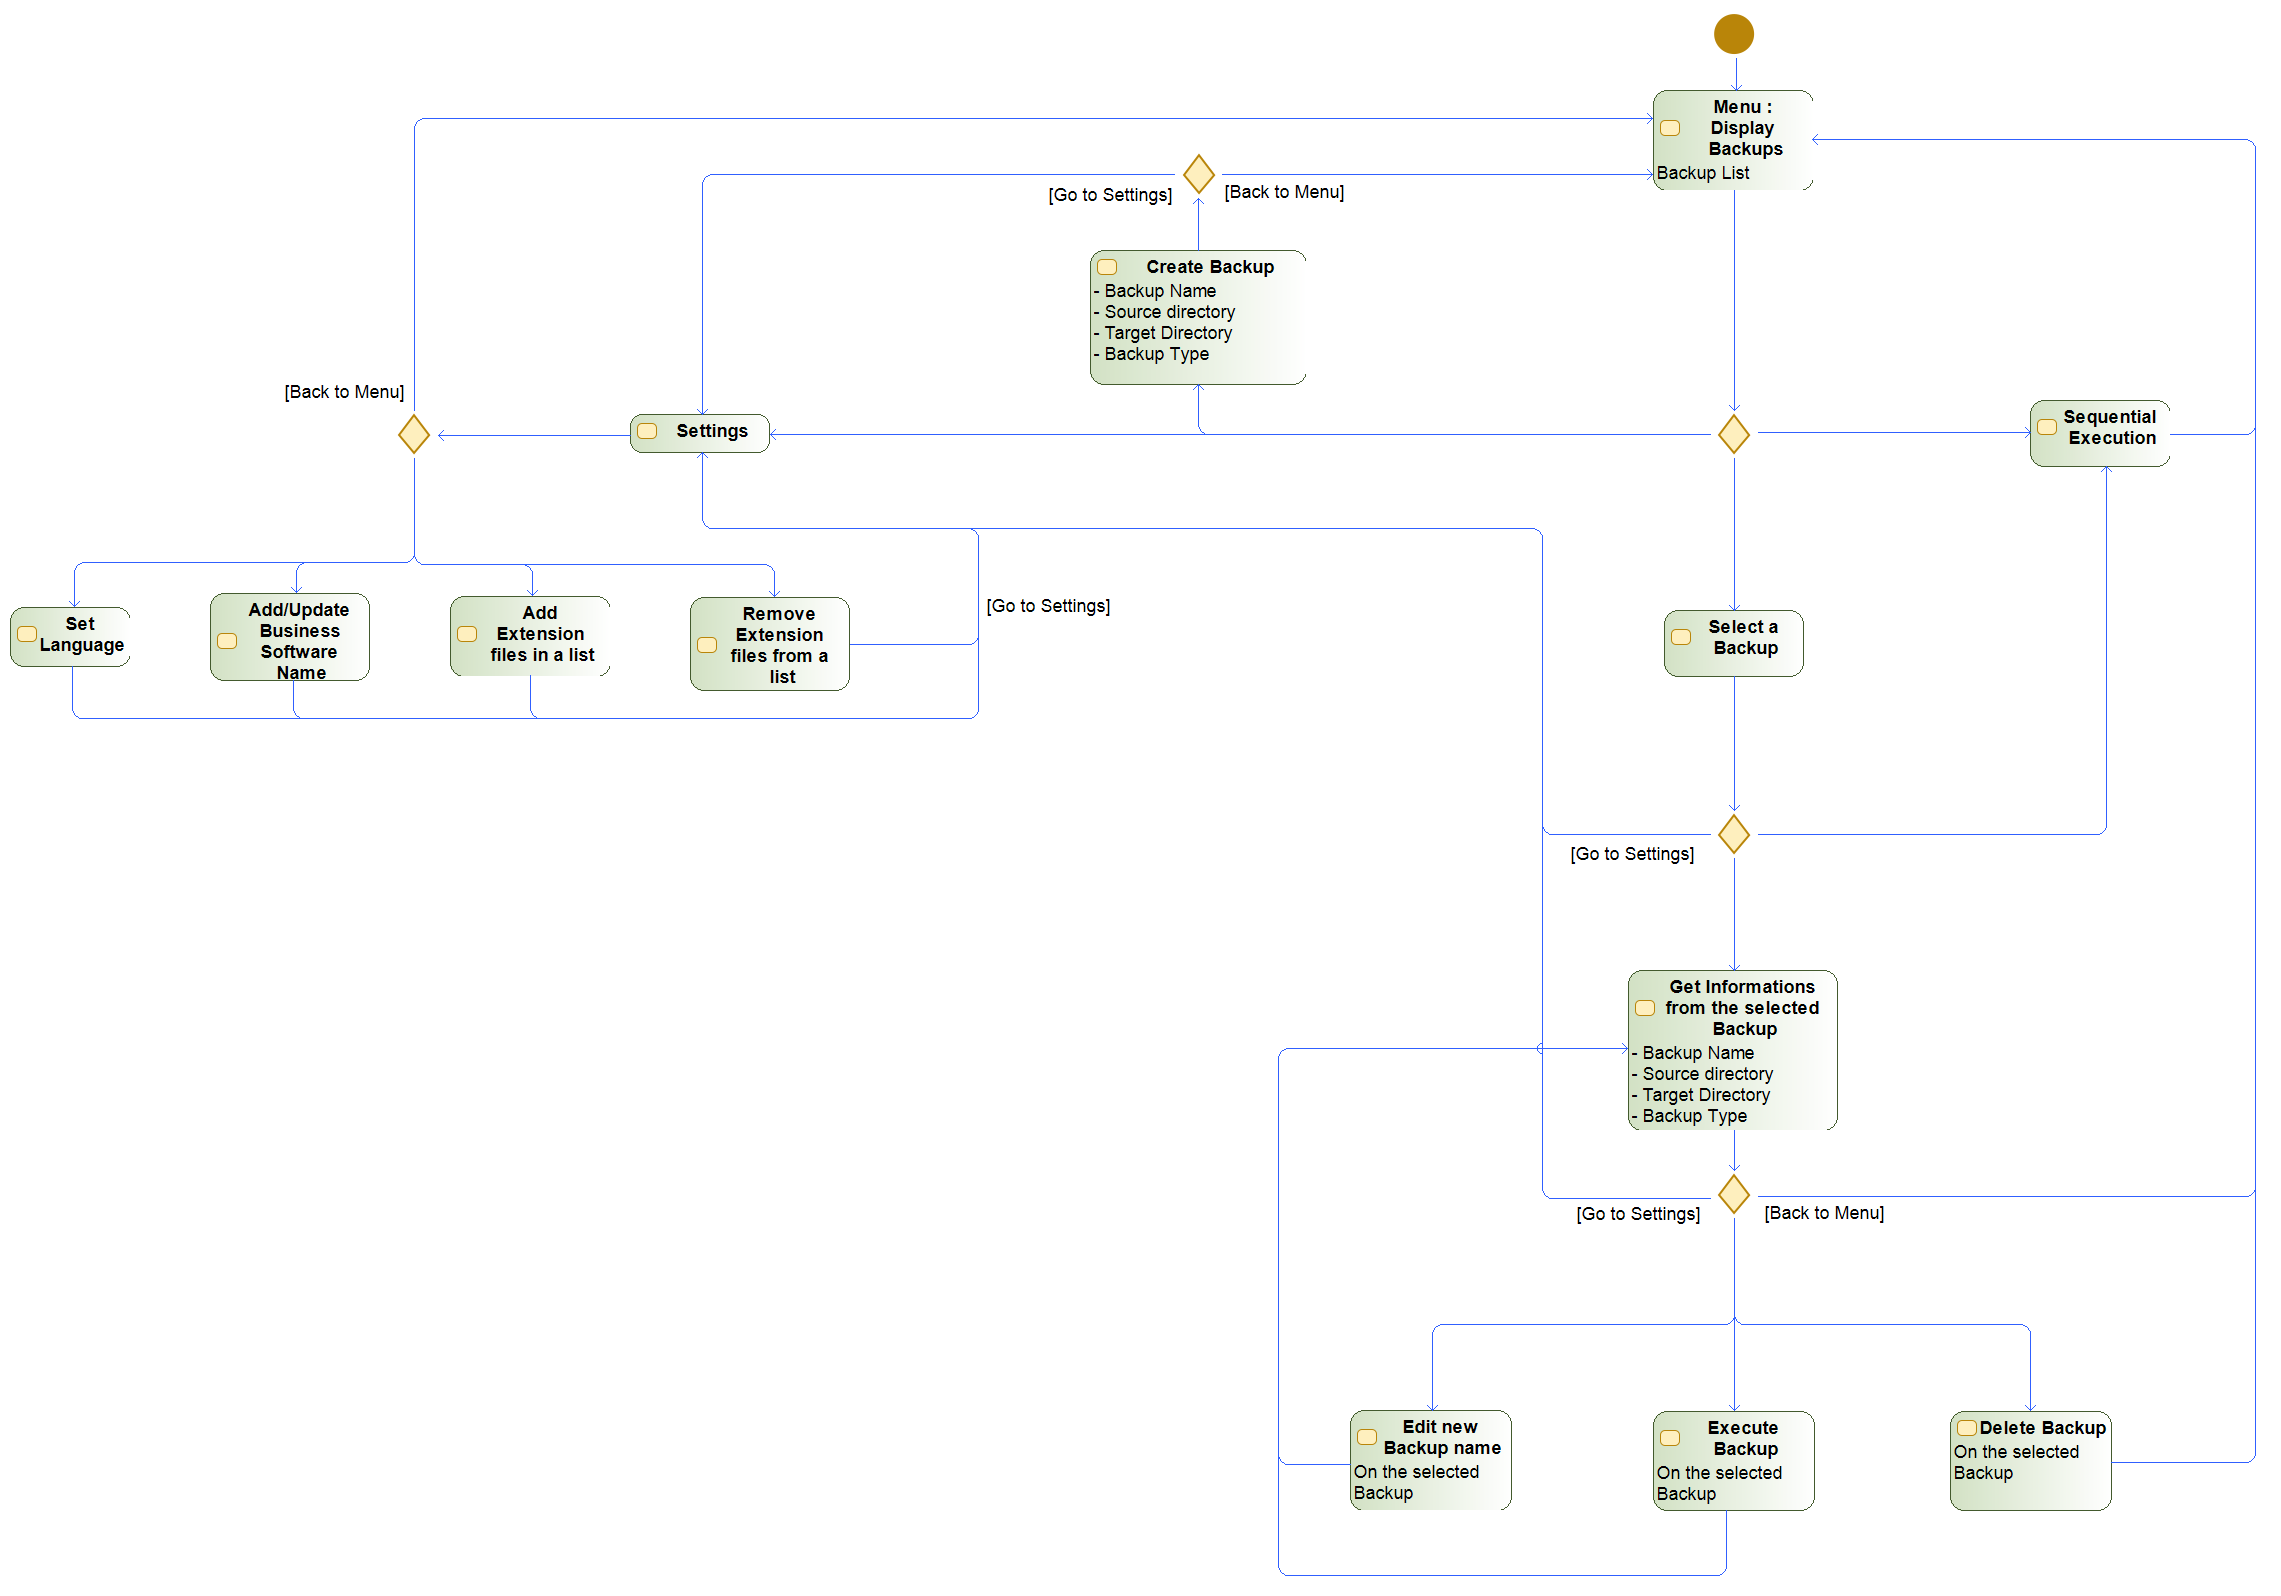 Menu :
Display
Backups
Backup List
[Go to Settings]
[Back to Menu]
Create Backup
- Backup Name
- Source directory
- Target Directory
- Backup Type
[Back to Menu]
Settings
Sequential
Execution
Set
Language
Add/Update
Business
Software
Name
Add
Extension
files in a list
Remove
Extension
files from a
list
[Go to Settings]
Select a
Backup
[Go to Settings]
Get Informations
from the selected
Backup
- Backup Name
- Source directory
- Target Directory
- Backup Type
[Go to Settings]
[Back to Menu]
Edit new
Backup name
On the selected
Backup
Execute
Backup
On the selected
Backup
Delete Backup
On the selected
Backup